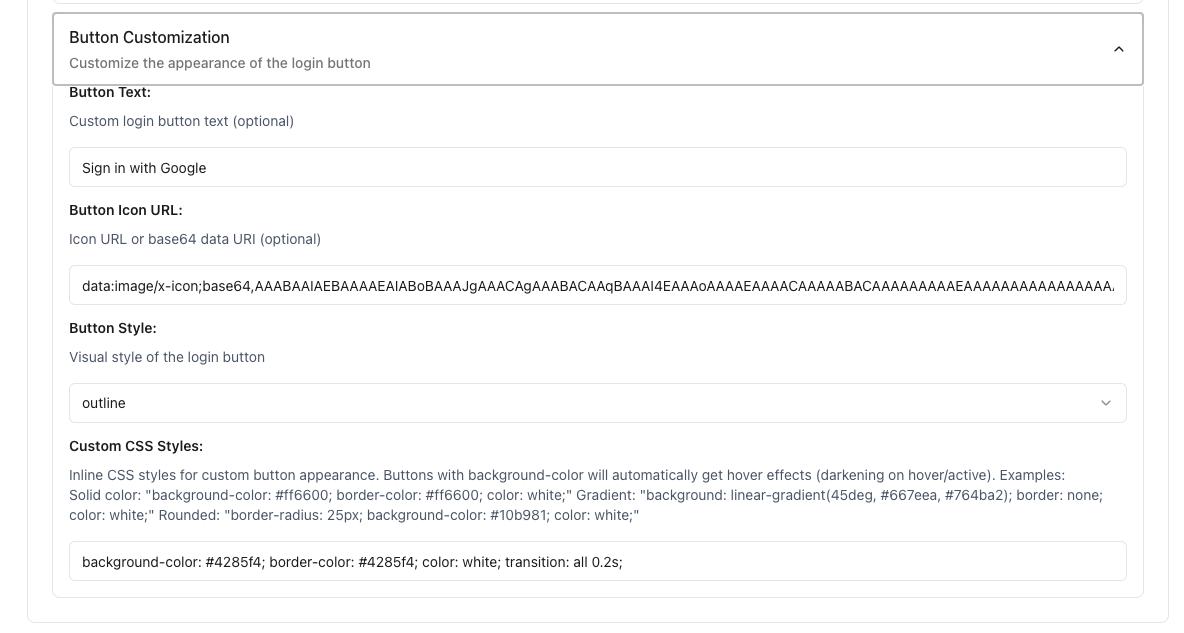 Button Customization
Customize the appearance of the login button
Button Text:
Custom login button text (optional)
Sign in with Google
Button Icon URL:
Icon URL or base64 data URI (optional)
data:image/x-icon;base64,AAABAAIAEBAAAAEAIABoBAAAJgAAACAgAAABACAAqBAAAI4EAAAoAAAAEAAAACAAAAABACAAAAAAAAAEAAAAAAAAAAAAAAAA
Button Style:
Visual style of the login button
outline
Custom CSS Styles:
Inline CSS styles for custom button appearance. Buttons with background-color will automatically get hover effects (darkening on hover/active). Examples:
Solid color: "background-color: #ff6600; border-color: #ff6600; color: white;" Gradient: "background: linear-gradient(45deg, #667eea, #764ba2); border: none;
color: white;" Rounded: "border-radius: 25px; background-color: #10b981; color: white;"
background-color: #4285f4; border-color: #4285f4; color: white; transition: all 0.2s;